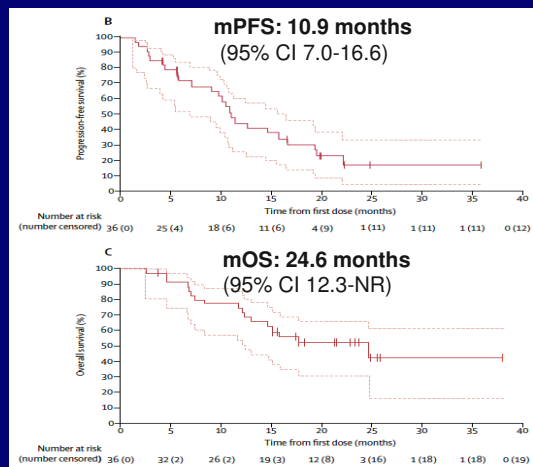 B
mPFS: 10.9 months
(95% CI 7.0-16.6)
Progression-free survival (%)
100
90
80
70
60
50
40
30
20
10
0
0 5 10 15 20 25 30 35 40
Time from first dose (months)
Number at risk
(number censored) 36 (0) 25 (4) 18 (6) 11 (6) 4 (9) 1 (11) 1 (11) 1 (11) 0 (12)
C
mOS: 24.6 months
(95% CI 12.3-NR)
Overall survival (%)
100
90
80
70
60
50
40
30
20
10
0
0 5 10 15 20 25 30 35 40
Time from first dose (months)
Number at risk
(number censored) 36 (0) 32 (2) 26 (2) 19 (3) 12 (8) 3 (16) 1 (18) 1 (18) 0 (19)